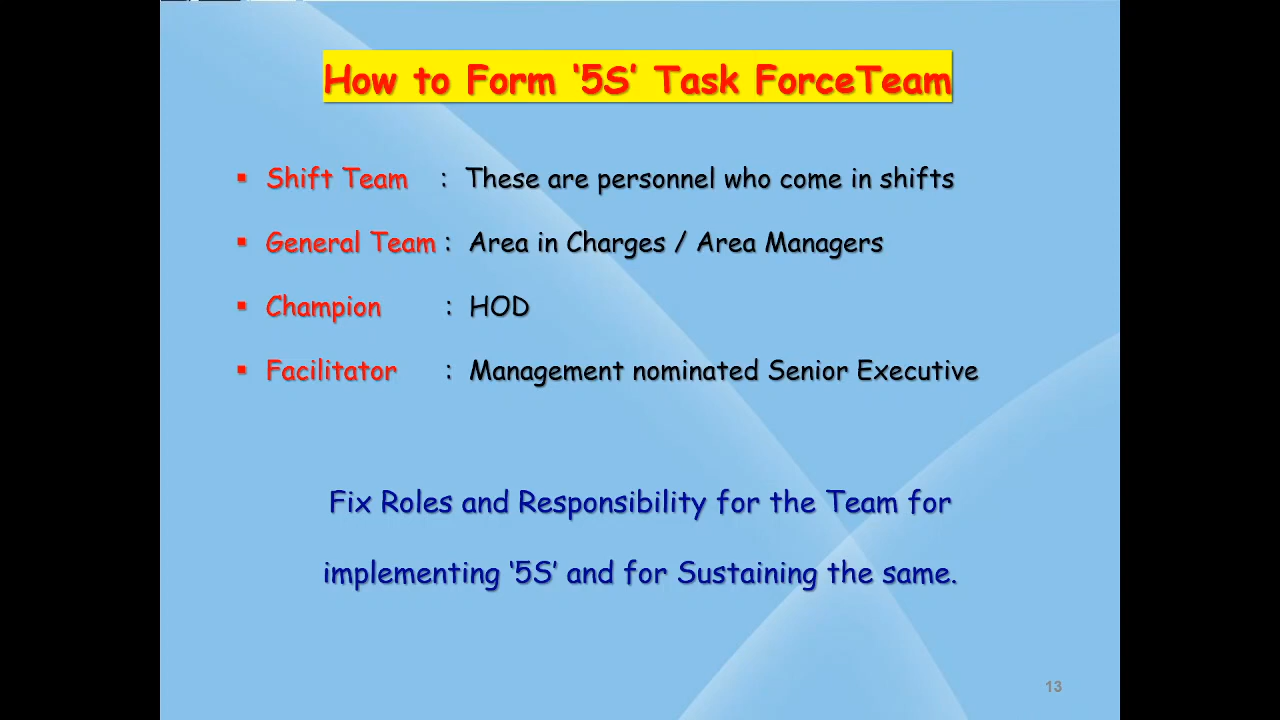 How to Form ‘5S’ Task ForceTeam
▪ Shift Team : These are personnel who come in shifts
▪ General Team : Area in Charges / Area Managers
▪ Champion : HOD
▪ Facilitator : Management nominated Senior Executive
Fix Roles and Responsibility for the Team for
implementing ‘5S’ and for Sustaining the same.
13